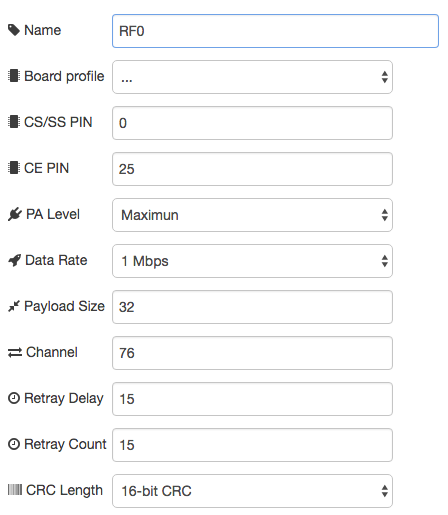 Name RF0
Board profile ...
CS/SS PIN 0
CE PIN 25
PA Level Maximun
Data Rate 1 Mbps
Payload Size 32
Channel 76
Retray Delay 15
Retray Count 15
CRC Length 16-bit CRC